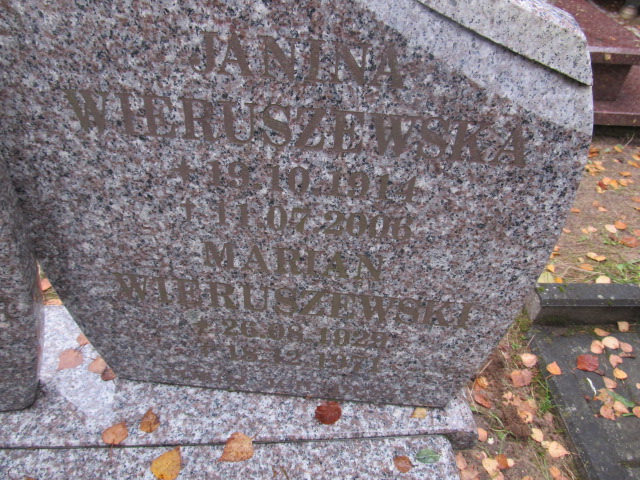 JANINA
WIERUSZEWSKA
19.10.1914
† 11.07.2006
MARIAN
WIERUSZEWSKI